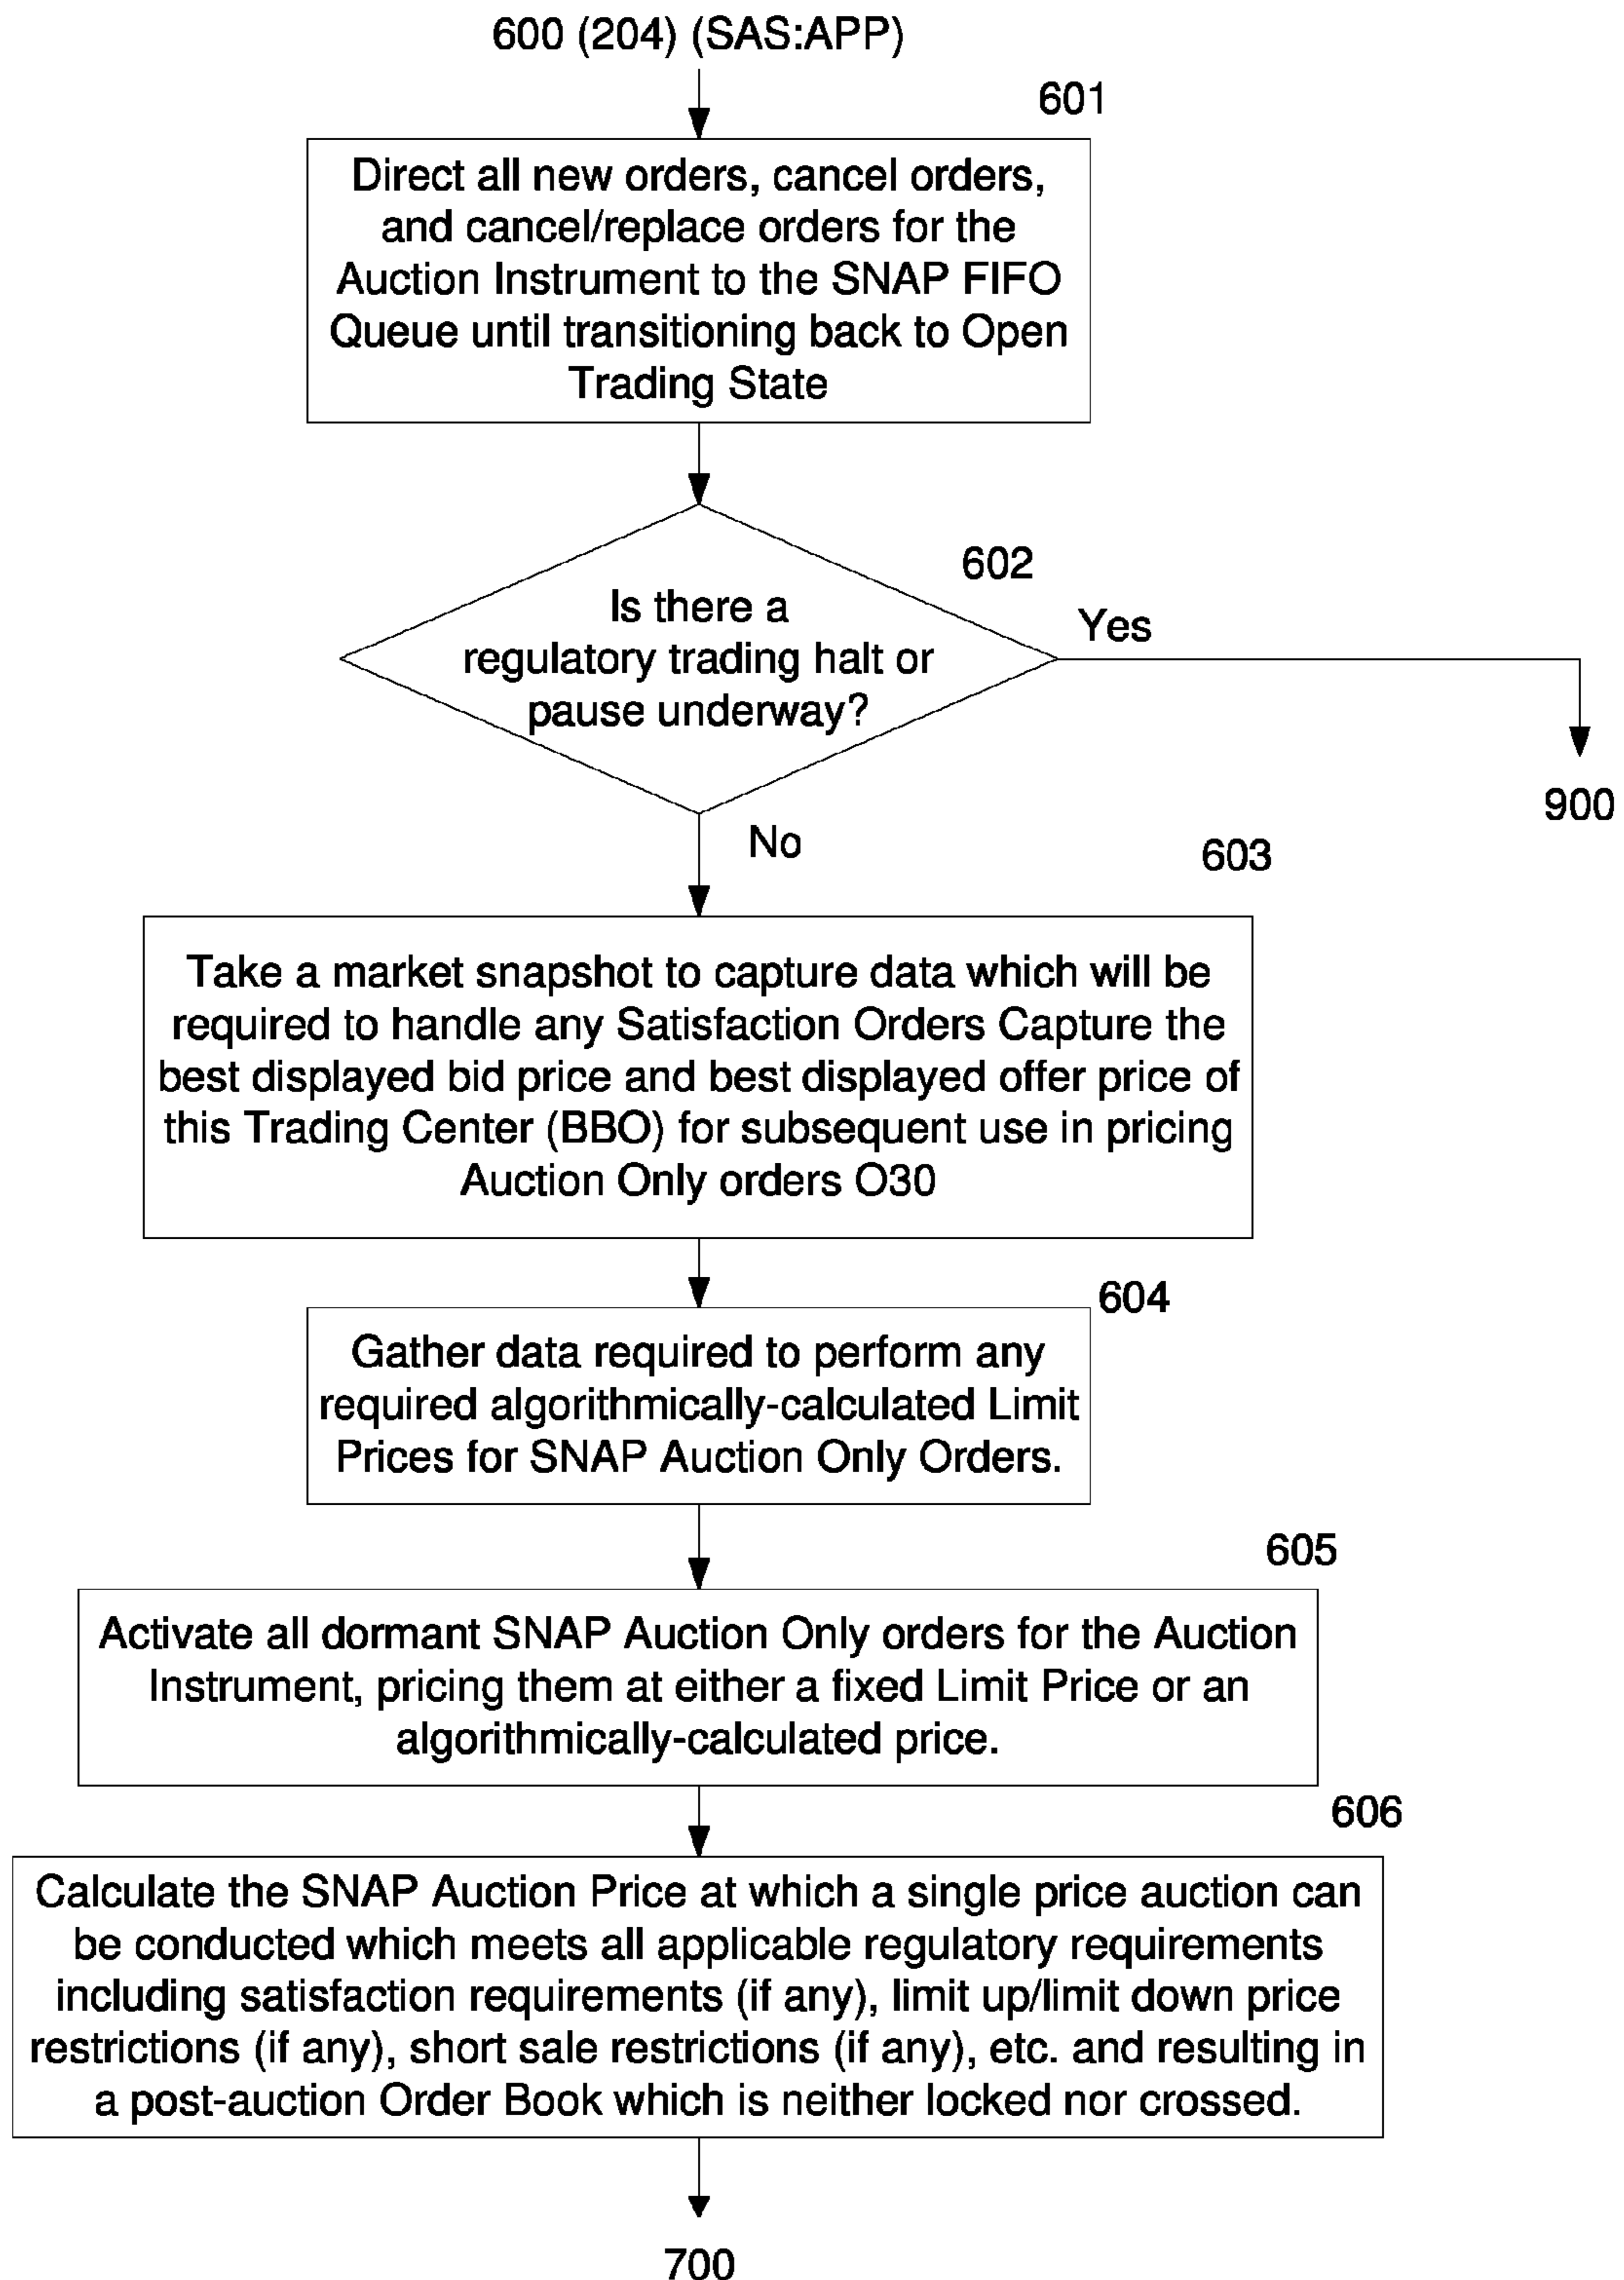 600 (204) (SAS:APP)
601
Direct all new orders, cancel orders,
and cancel/replace orders for the
Auction Instrument to the SNAP FIFO
Queue until transitioning back to Open
Trading State
602
Is there a
regulatory trading halt or
pause underway?
Yes
900
No
603
Take a market snapshot to capture data which will be
required to handle any Satisfaction Orders Capture the
best displayed bid price and best displayed offer price of
this Trading Center (BBO) for subsequent use in pricing
Auction Only orders O30
604
Gather data required to perform any
required algorithmically-calculated Limit
Prices for SNAP Auction Only Orders.
605
Activate all dormant SNAP Auction Only orders for the Auction
Instrument, pricing them at either a fixed Limit Price or an
algorithmically-calculated price.
606
Calculate the SNAP Auction Price at which a single price auction can
be conducted which meets all applicable regulatory requirements
including satisfaction requirements (if any), limit up/limit down price
restrictions (if any), short sale restrictions (if any), etc. and resulting in
a post-auction Order Book which is neither locked nor crossed.
700